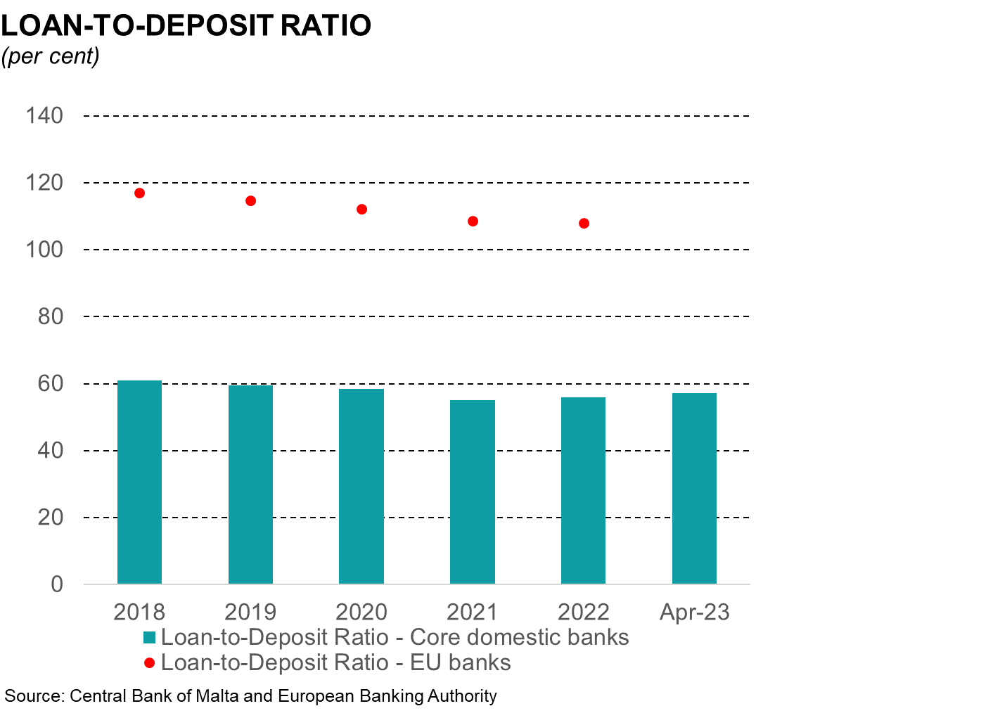 LOAN-TO-DEPOSIT RATIO
(per cent)
140
120
100
80
60
40
20
0
2018 2019 2020 2021 2022 Apr-23
Loan-to-Deposit Ratio - Core domestic banks
Loan-to-Deposit Ratio - EU banks
Source: Central Bank of Malta and European Banking Authority